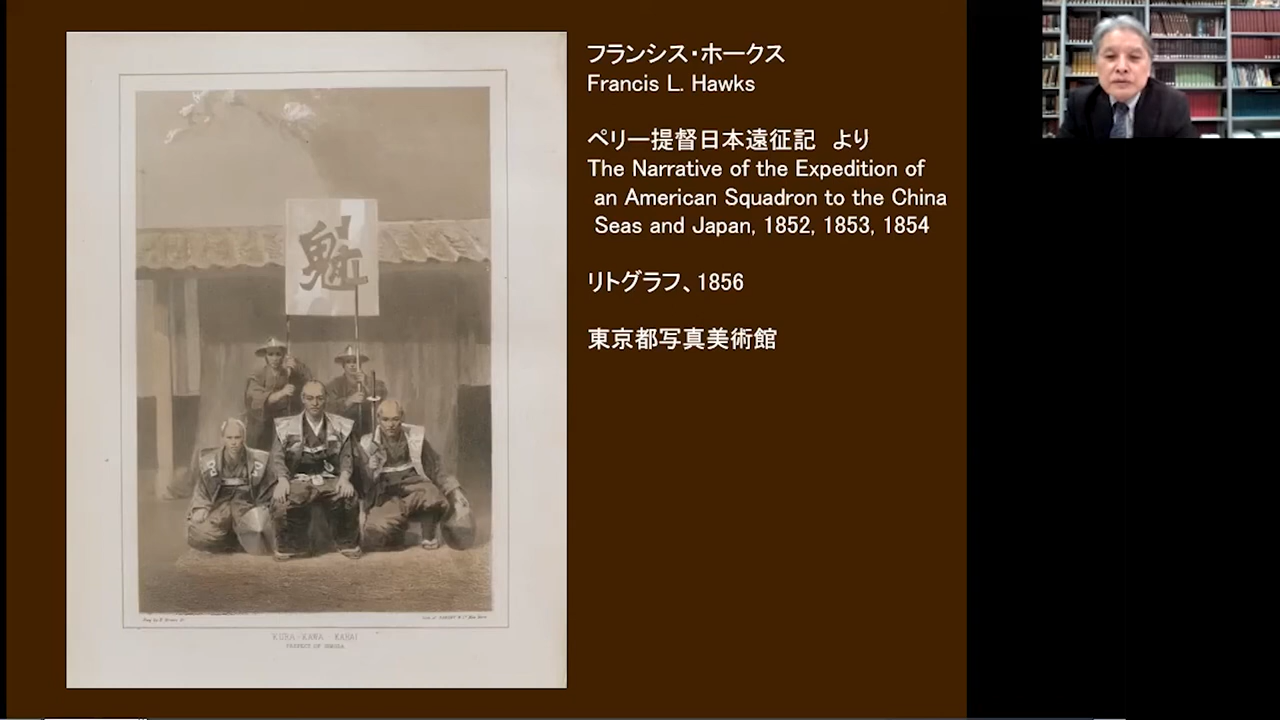 魁
フランシス・ホークス
Francis L. Hawks
ペリー提督日本遠征記　より
The Narrative of the Expedition of
an American Squadron to the China
Seas and Japan, 1852, 1853, 1854
リトグラフ、1856
東京都写真美術館